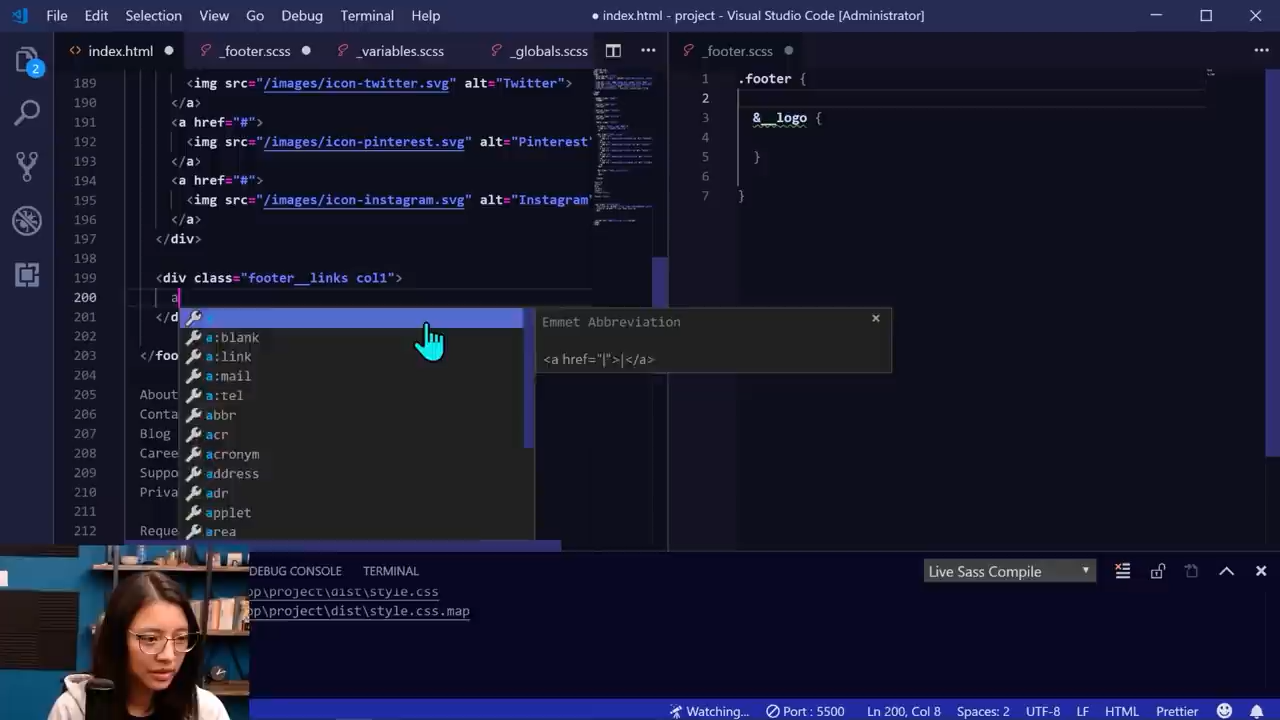 File Edit Selection View Go Debug Terminal Help
● index.html - project - Visual Studio Code [Administrator]
2
<> index.html ●
_footer.scss ●
_variables.scss
_globals.scss
_footer.scss ●
189 <img src="/images/icon-twitter.svg" alt="Twitter">
190 </a>
191 <a href="#">
192 <img src="/images/icon-pinterest.svg" alt="Pinterest"
193 </a>
194 <a href="#">
195 <img src="/images/icon-instagram.svg" alt="Instagram"
196 </a>
197 </div>
198
199 <div class="footer__links col1">
200 a
201 </d
202
203 </foo
204
205 Abou
206 Conta
207 Blog
208 Caree
209 Suppo
210 Priva
211
212 Reque
a
a:blank
a:link
a:mail
a:tel
abbr
acr
acronym
address
adr
applet
area
Emmet Abbreviation
<a href="|">|</a>
1 .footer {
2
3 &__logo {
4
5 }
6
7 }
DEBUG CONSOLE TERMINAL
Live Sass Compile
op\project\dist\style.css
op\project\dist\style.css.map
Watching... Port : 5500 Ln 200, Col 8 Spaces: 2 UTF-8 LF HTML Prettier